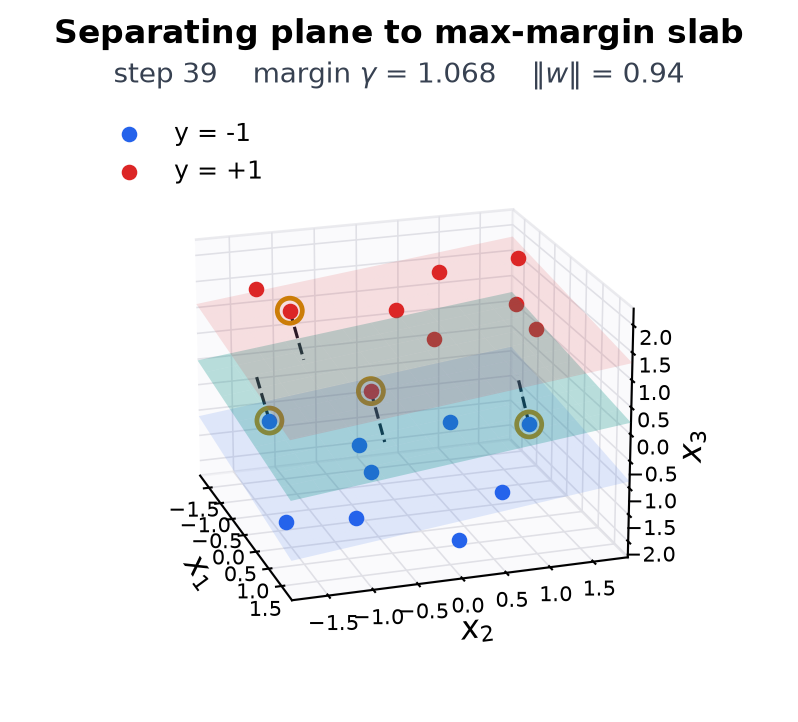 Separating plane to max-margin slab
step 39 margin γ = 1.068 ‖w‖ = 0.94
y = -1
y = +1
2.0
1.5
1.0
0.5
0.0
−0.5
−1.0
−1.5
−2.0
x₃
−1.5
−1.0
−0.5
0.0
0.5
1.0
1.5
x₁
−1.5 −1.0 −0.5 0.0 0.5 1.0 1.5
x₂